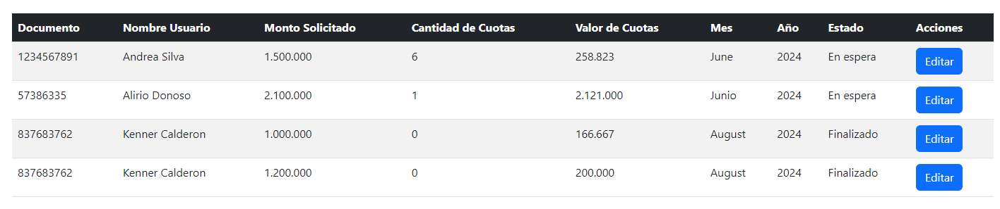 Documento Nombre Usuario Monto Solicitado Cantidad de Cuotas Valor de Cuotas Mes Año Estado Acciones
1234567891 Andrea Silva 1.500.000 6 258.823 June 2024 En espera Editar
57386335 Alirio Donoso 2.100.000 1 2.121.000 Junio 2024 En espera Editar
837683762 Kenner Calderon 1.000.000 0 166.667 August 2024 Finalizado Editar
837683762 Kenner Calderon 1.200.000 0 200.000 August 2024 Finalizado Editar